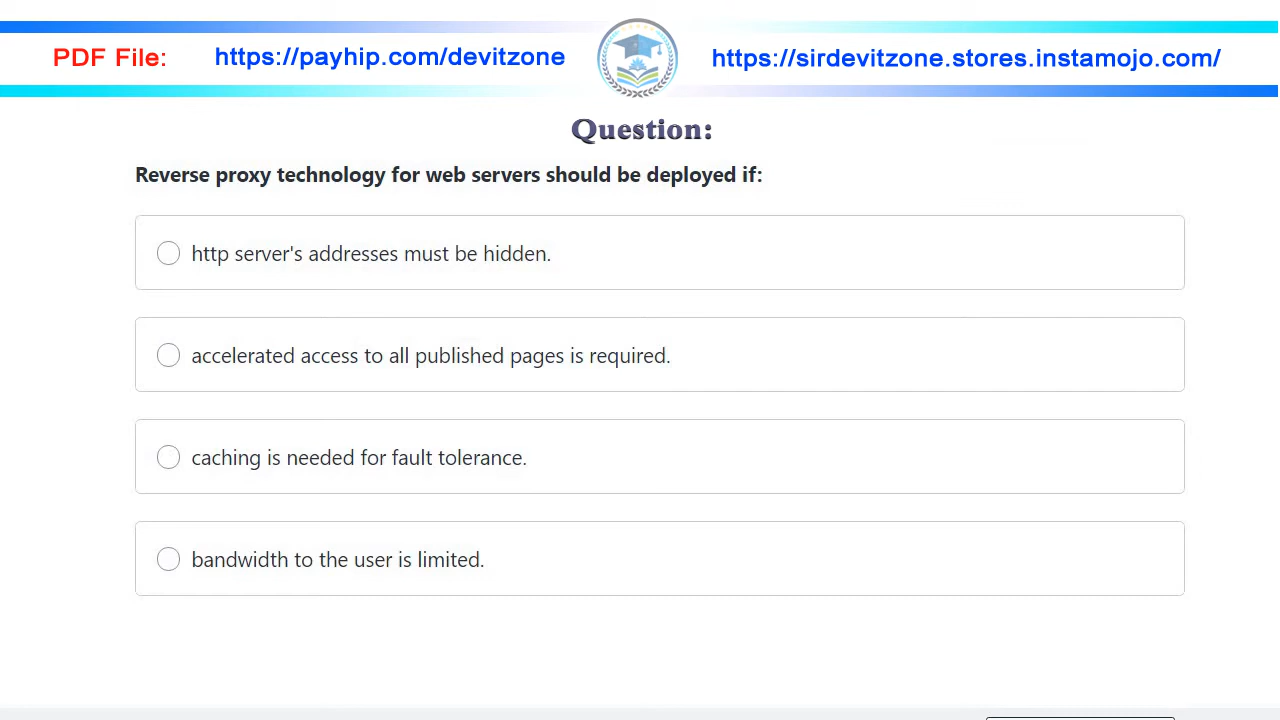 PDF File: https://payhip.com/devitzone https://sirdevitzone.stores.instamojo.com/
Question:
Reverse proxy technology for web servers should be deployed if:
http server's addresses must be hidden.
accelerated access to all published pages is required.
caching is needed for fault tolerance.
bandwidth to the user is limited.